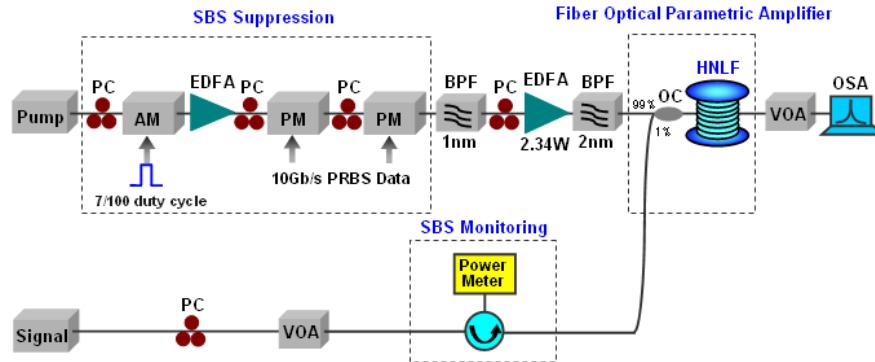 SBS Suppression
Fiber Optical Parametric Amplifier
PC
EDFA
PC
PC
BPF
PC
EDFA
BPF
99%
OC
HNLF
OSA
Pump
AM
PM
PM
1nm
2.34W
2nm
1%
VOA
10Gb/s PRBS Data
7/100 duty cycle
SBS Monitoring
Power
Meter
PC
Signal
VOA